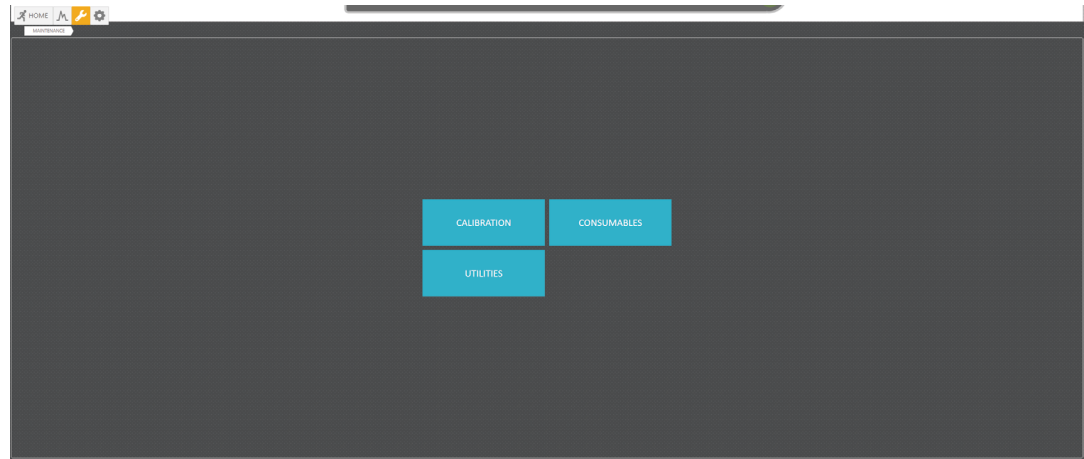 HOME
MAINTENANCE
CALIBRATION CONSUMABLES
UTILITIES